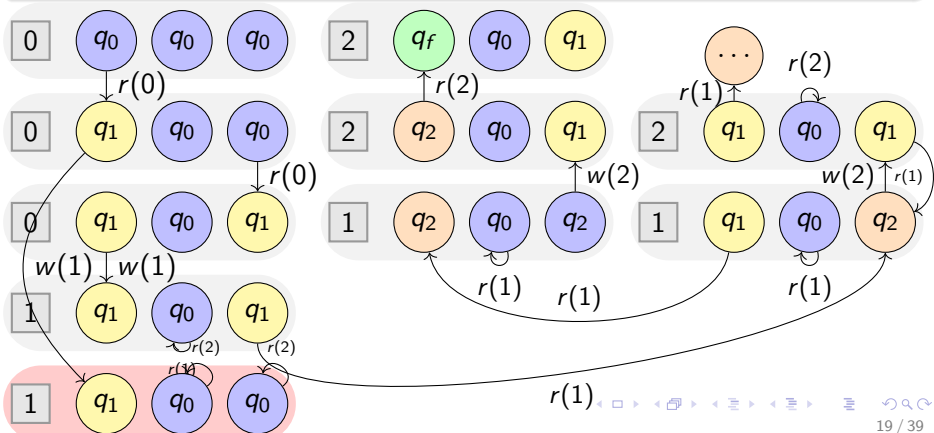 0 q0 q0 q0
r(0)
0 q1 q0 q0
r(0)
0 q1 q0 q1
w(1) w(1)
1 q1 q0 q1
r(2) r(2)
r(1)
1 q1 q0 q0
2 qf q0 q1
r(2)
2 q2 q0 q1
w(2)
1 q2 q0 q2
r(1) r(1)
...
r(1) r(2)
2 q1 q0 q1
w(2) r(1)
1 q1 q0 q2
r(1)
r(1)
19 / 39